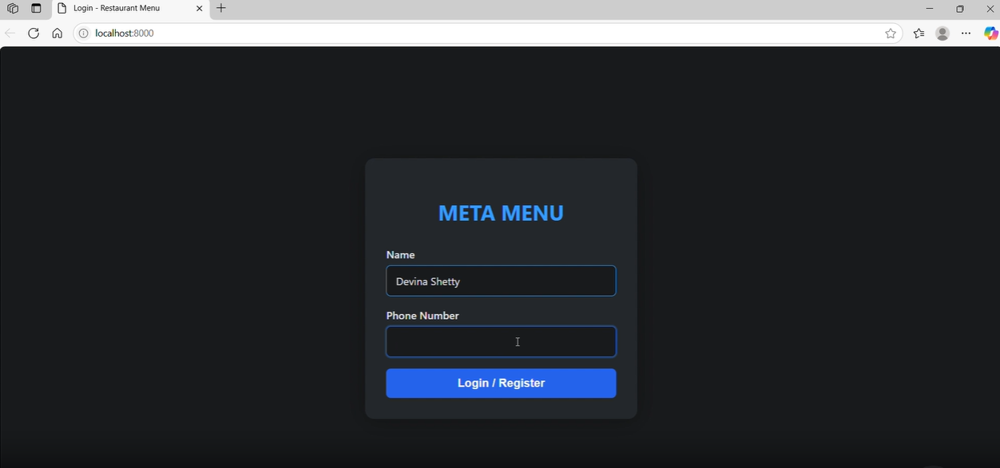 Login - Restaurant Menu
localhost:8000
META MENU
Name
Devina Shetty
Phone Number
Login / Register